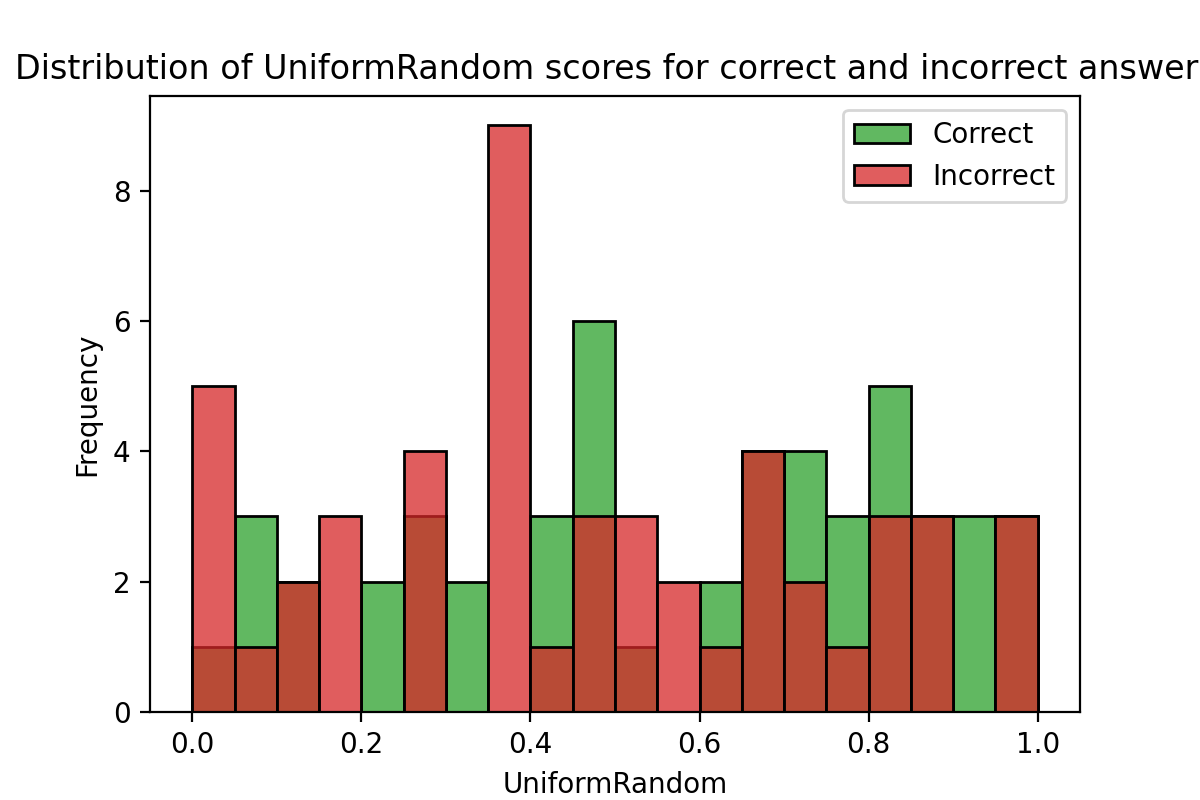 Distribution of UniformRandom scores for correct and incorrect answer
Correct
Incorrect
8
6
4
2
0
Frequency
0.0 0.2 0.4 0.6 0.8 1.0
UniformRandom